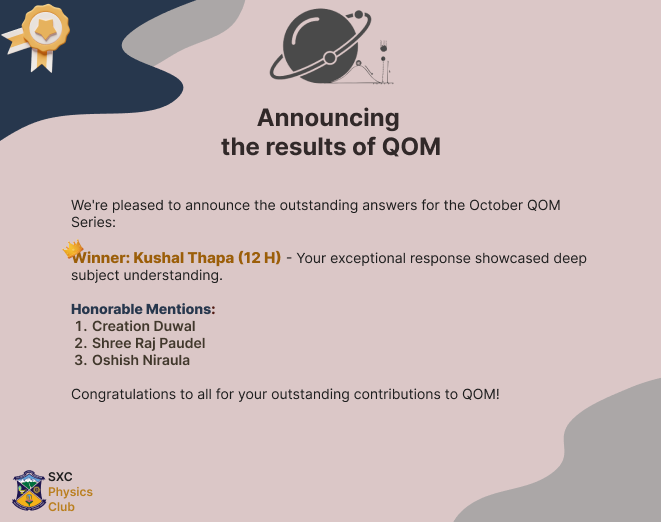 Announcing
the results of QOM
We're pleased to announce the outstanding answers for the October QOM
Series:
Winner: Kushal Thapa (12 H) - Your exceptional response showcased deep
subject understanding.
Honorable Mentions:
1. Creation Duwal
2. Shree Raj Paudel
3. Oshish Niraula
Congratulations to all for your outstanding contributions to QOM!
SXC
Physics
Club